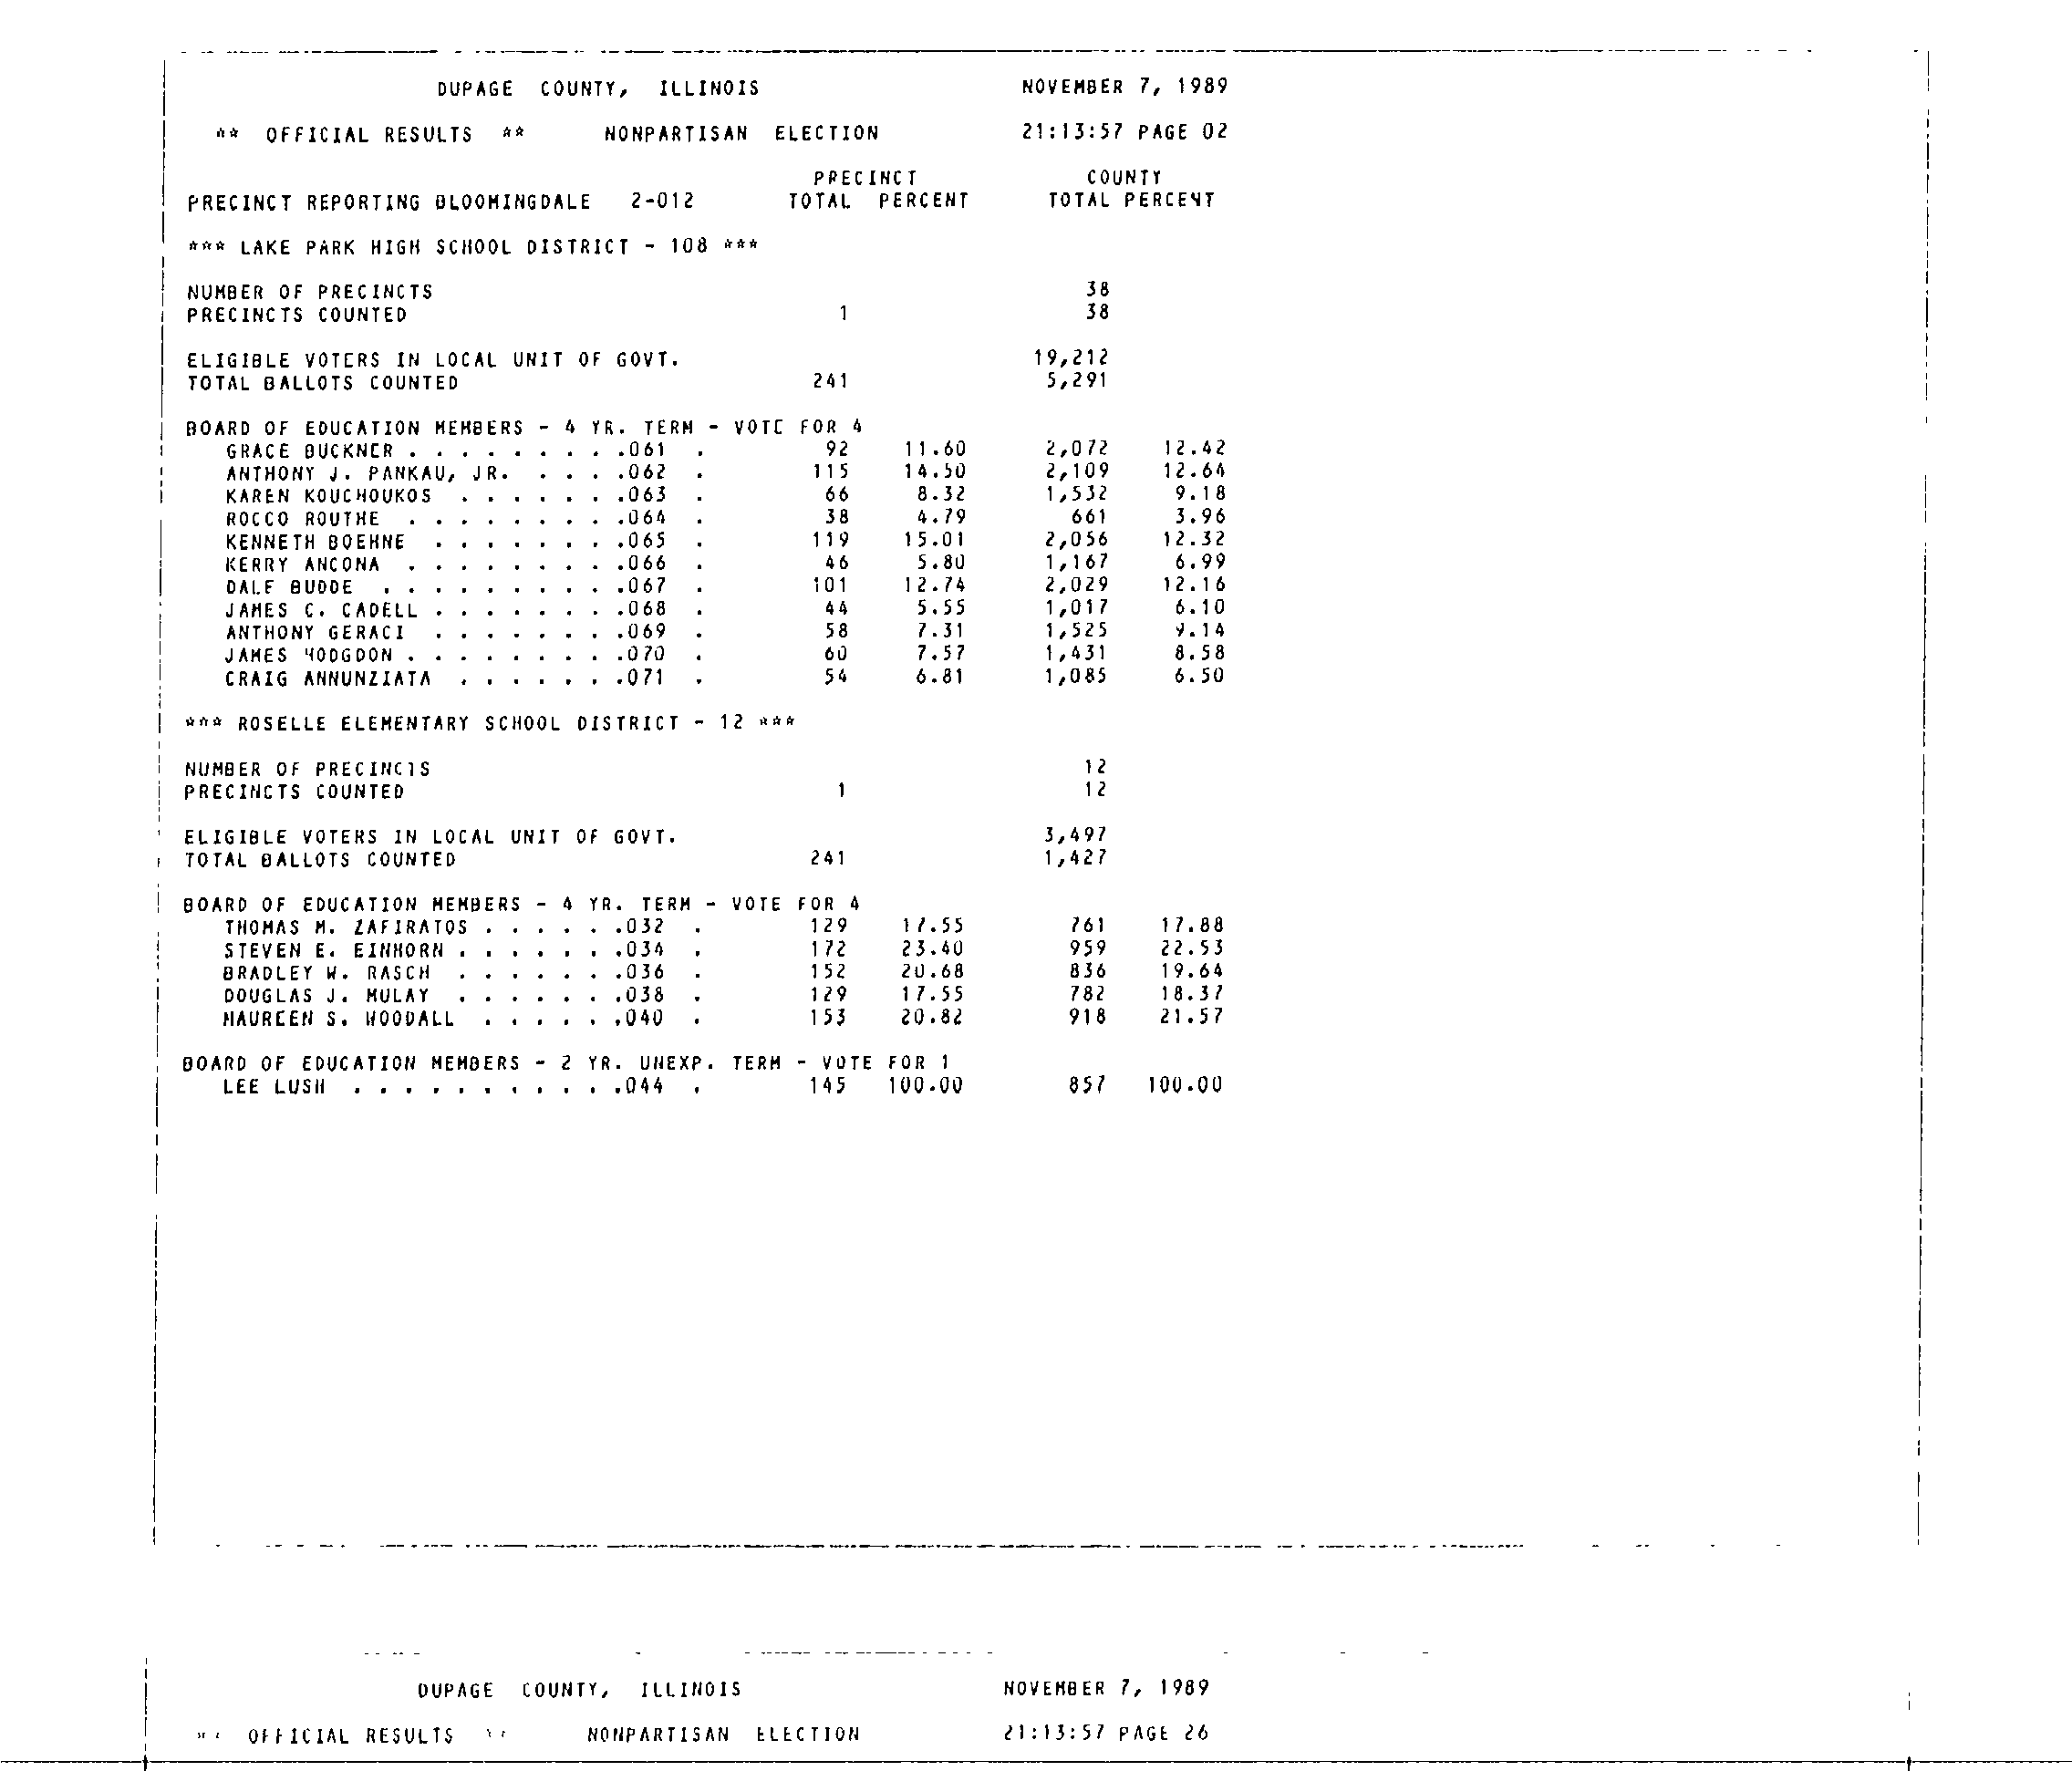 DUPAGE COUNTY, ILLINOIS NOVEMBER 7, 1989
** OFFICIAL RESULTS ** NONPARTISAN ELECTION 21:13:57 PAGE 02
PRECINCT COUNTY
PRECINCT REPORTING BLOOMINGDALE 2-012 TOTAL PERCENT TOTAL PERCENT
*** LAKE PARK HIGH SCHOOL DISTRICT - 108 ***
NUMBER OF PRECINCTS 38
PRECINCTS COUNTED 1 38
ELIGIBLE VOTERS IN LOCAL UNIT OF GOVT. 19,212
TOTAL BALLOTS COUNTED 241 5,291
BOARD OF EDUCATION MEMBERS - 4 YR. TERM - VOTE FOR 4
GRACE BUCKNER . . . . . . . . .061 . 92 11.60 2,072 12.42
ANTHONY J. PANKAU, JR. . . . .062 . 115 14.50 2,109 12.64
KAREN KOUCHOUKOS . . . . . . .063 . 66 8.32 1,532 9.18
ROCCO ROUTHE . . . . . . . . .064 . 38 4.79 661 3.96
KENNETH BOEHNE . . . . . . . .065 . 119 15.01 2,056 12.32
KERRY ANCONA . . . . . . . . .066 . 46 5.80 1,167 6.99
DALE BUDDE . . . . . . . . . .067 . 101 12.74 2,029 12.16
JAMES C. CADELL . . . . . . . .068 . 44 5.55 1,017 6.10
ANTHONY GERACI . . . . . . . .069 . 58 7.31 1,525 9.14
JAMES HODGDON . . . . . . . . .070 . 60 7.57 1,431 8.58
CRAIG ANNUNZIATA . . . . . . .071 . 54 6.81 1,085 6.50
*** ROSELLE ELEMENTARY SCHOOL DISTRICT - 12 ***
NUMBER OF PRECINCTS 12
PRECINCTS COUNTED 1 12
ELIGIBLE VOTERS IN LOCAL UNIT OF GOVT. 3,497
TOTAL BALLOTS COUNTED 241 1,427
BOARD OF EDUCATION MEMBERS - 4 YR. TERM - VOTE FOR 4
THOMAS M. ZAFIRATOS . . . . . .032 . 129 17.55 761 17.88
STEVEN E. EINHORN . . . . . . .034 . 172 23.40 959 22.53
BRADLEY W. RASCH . . . . . . .036 . 152 20.68 836 19.64
DOUGLAS J. MULAY . . . . . . .038 . 129 17.55 782 18.37
MAUREEN S. WOODALL . . . . . .040 . 153 20.82 918 21.57
BOARD OF EDUCATION MEMBERS - 2 YR. UNEXP. TERM - VOTE FOR 1
LEE LUSH . . . . . . . . . . .044 . 145 100.00 857 100.00
DUPAGE COUNTY, ILLINOIS NOVEMBER 7, 1989
OFFICIAL RESULTS NONPARTISAN ELECTION 21:13:57 PAGE 26